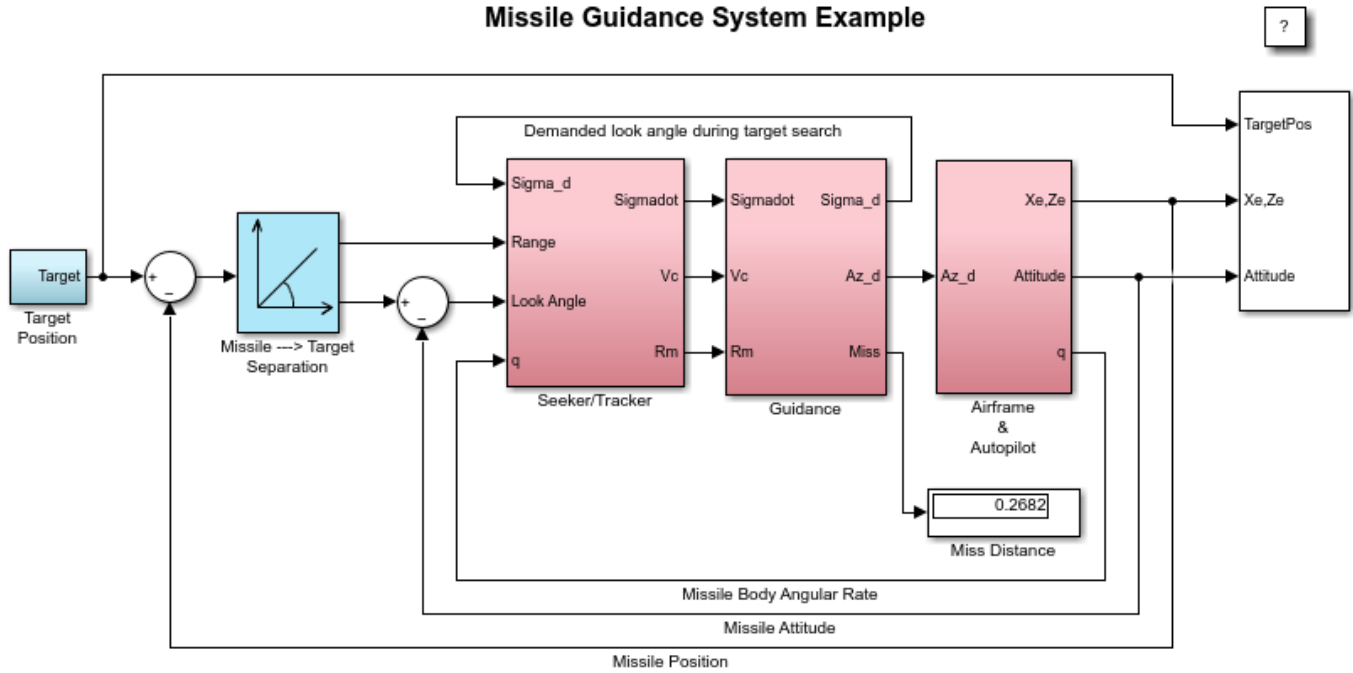 Missile Guidance System Example
?
TargetPos
Xe,Ze
Attitude
Demanded look angle during target search
Sigma_d
Range
Look Angle
q
Sigmadot
Vc
Rm
Seeker/Tracker
Sigmadot
Vc
Rm
Sigma_d
Az_d
Miss
Guidance
Az_d
Xe,Ze
Attitude
q
Airframe
&
Autopilot
Target
Target
Position
+
−
Missile ---> Target
Separation
+
−
0.2682
Miss Distance
Missile Body Angular Rate
Missile Attitude
Missile Position